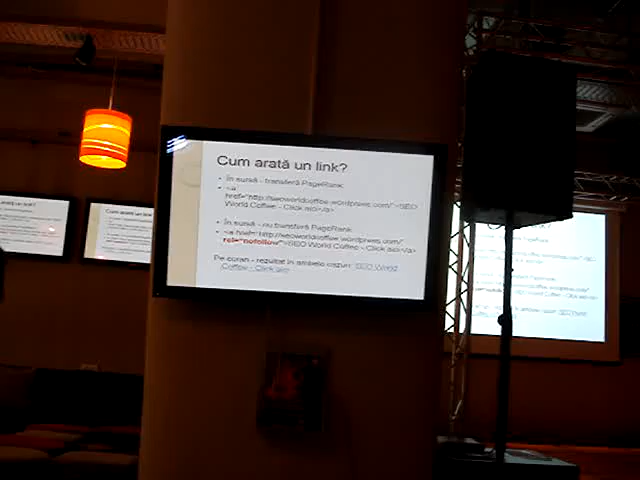 Cum arată un link?
• În sursă - transferă PageRank:
• <a
href="http://seoworldcoffee.wordpress.com/">SEO
World Coffee - Click aici</a>
• În sursă - nu transferă PageRank
• <a href="http://seoworldcoffee.wordpress.com/"
rel="nofollow">SEO World Coffee - Click aici</a>
Pe ecran - rezultat în ambele cazuri: SEO World
Coffee - Click aici